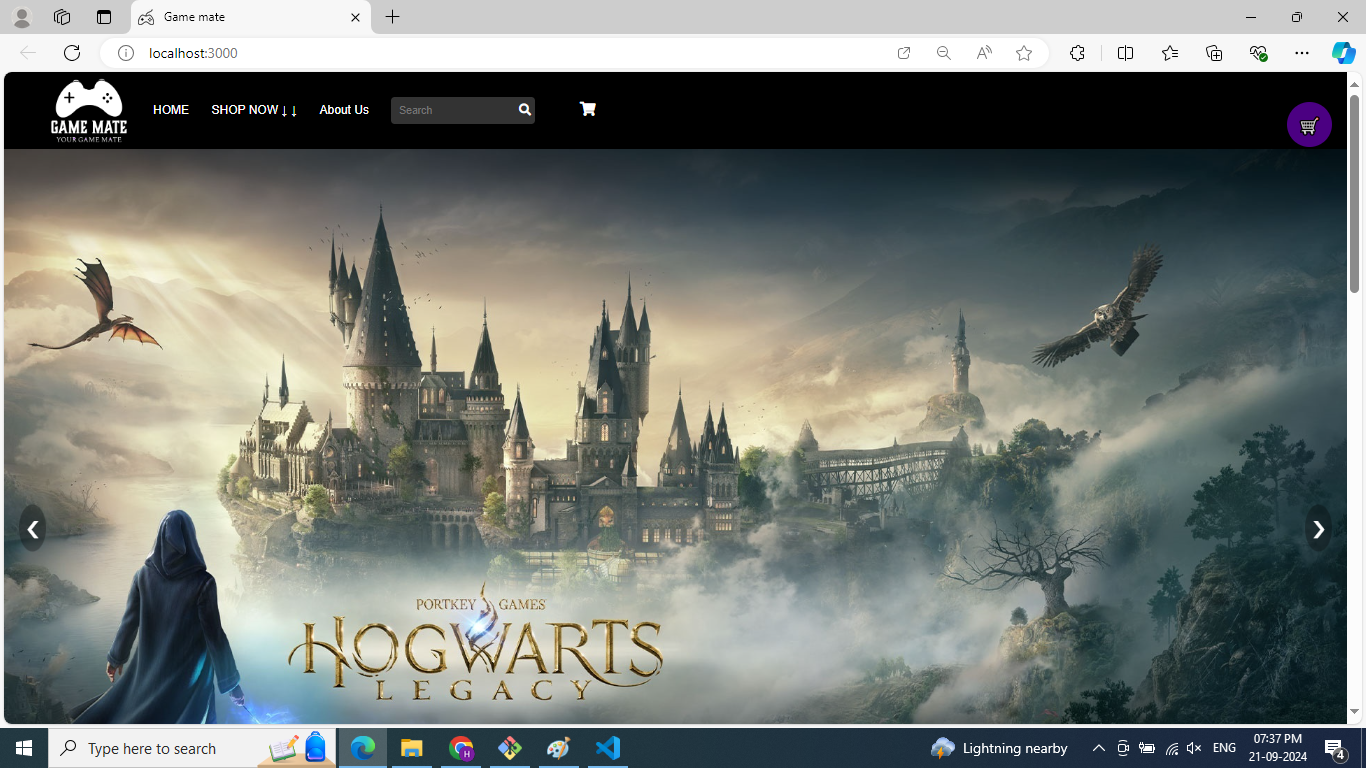 Game mate
localhost:3000
GAME MATE
YOUR GAME MATE
HOME
SHOP NOW ↓↓
About Us
Search
PORTKEY GAMES
HOGWARTS
LEGACY
Type here to search
H
Lightning nearby
ENG
07:37 PM
21-09-2024
4